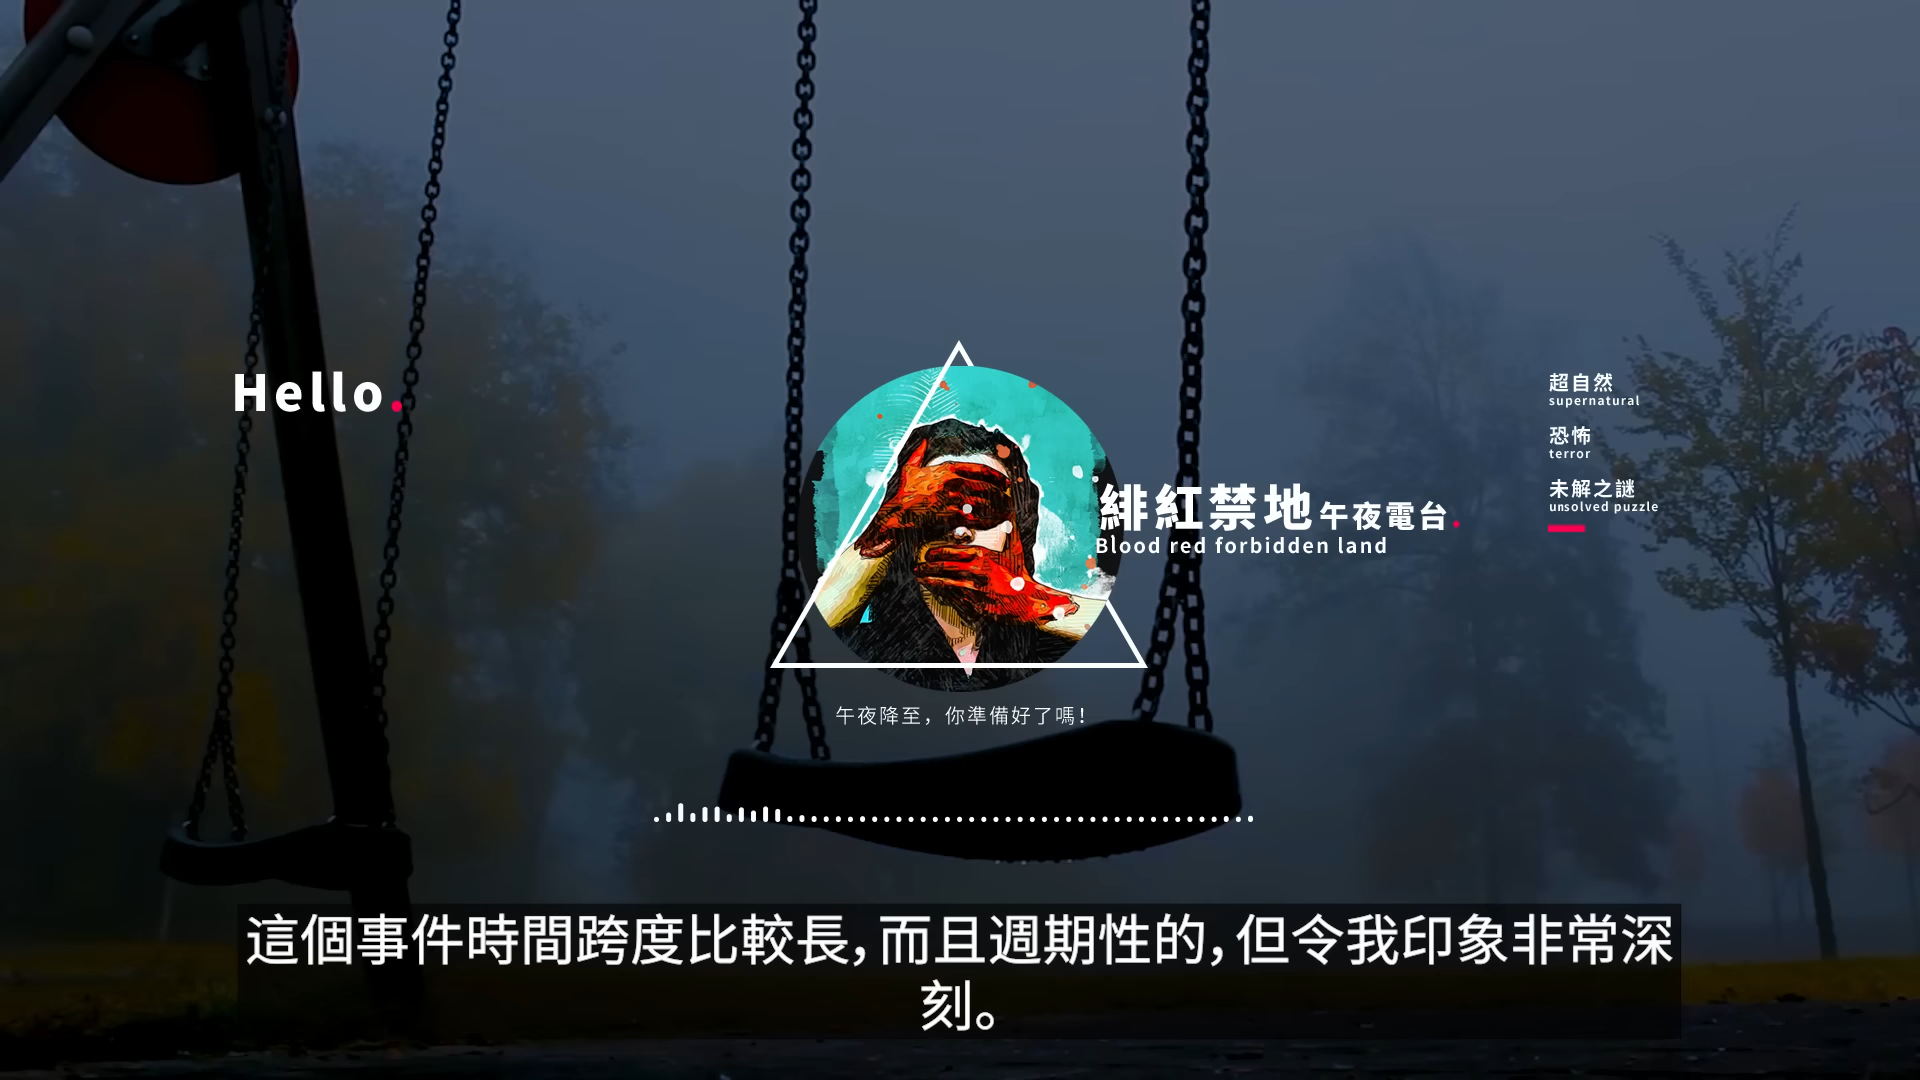 Hello.
超自然
supernatural
恐怖
terror
未解之謎
unsolved puzzle
緋紅禁地午夜電台.
Blood red forbidden land
午夜降至，你準備好了嗎！
這個事件時間跨度比較長，而且週期性的，但令我印象非常深
刻。